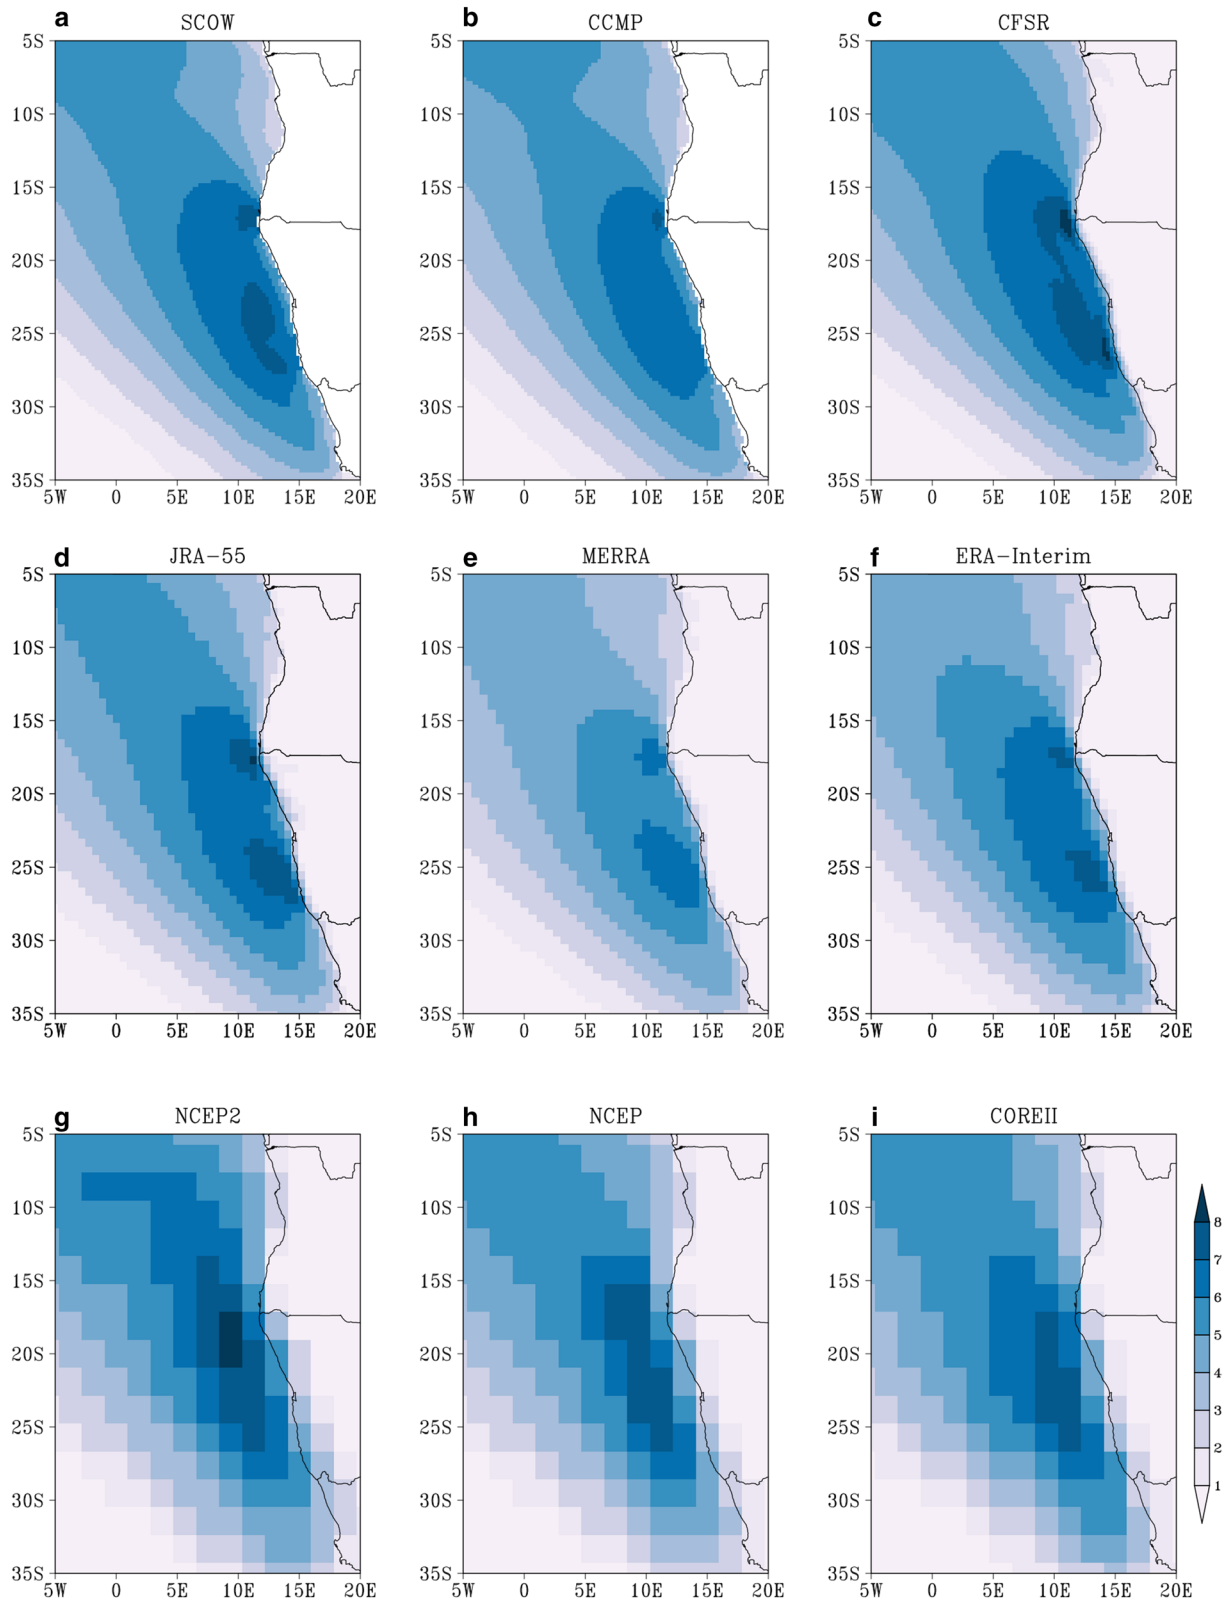 a SCOW
b CCMP
c CFSR
5S 5S 5S
10S 10S 10S
15S 15S 15S
20S 20S 20S
25S 25S 25S
30S 30S 30S
35S 35S 35S
5W 0 5E 10E 15E 20E 5W 0 5E 10E 15E 20E 5W 0 5E 10E 15E 20E
d JRA-55
e MERRA
f ERA-Interim
5S 5S 5S
10S 10S 10S
15S 15S 15S
20S 20S 20S
25S 25S 25S
30S 30S 30S
35S 35S 35S
5W 0 5E 10E 15E 20E 5W 0 5E 10E 15E 20E 5W 0 5E 10E 15E 20E
g NCEP2
h NCEP
i COREII
5S 5S 5S
10S 10S 10S
15S 15S 15S
20S 20S 20S
25S 25S 25S
30S 30S 30S
35S 35S 35S
5W 0 5E 10E 15E 20E 5W 0 5E 10E 15E 20E 5W 0 5E 10E 15E 20E
8
7
6
5
4
3
2
1